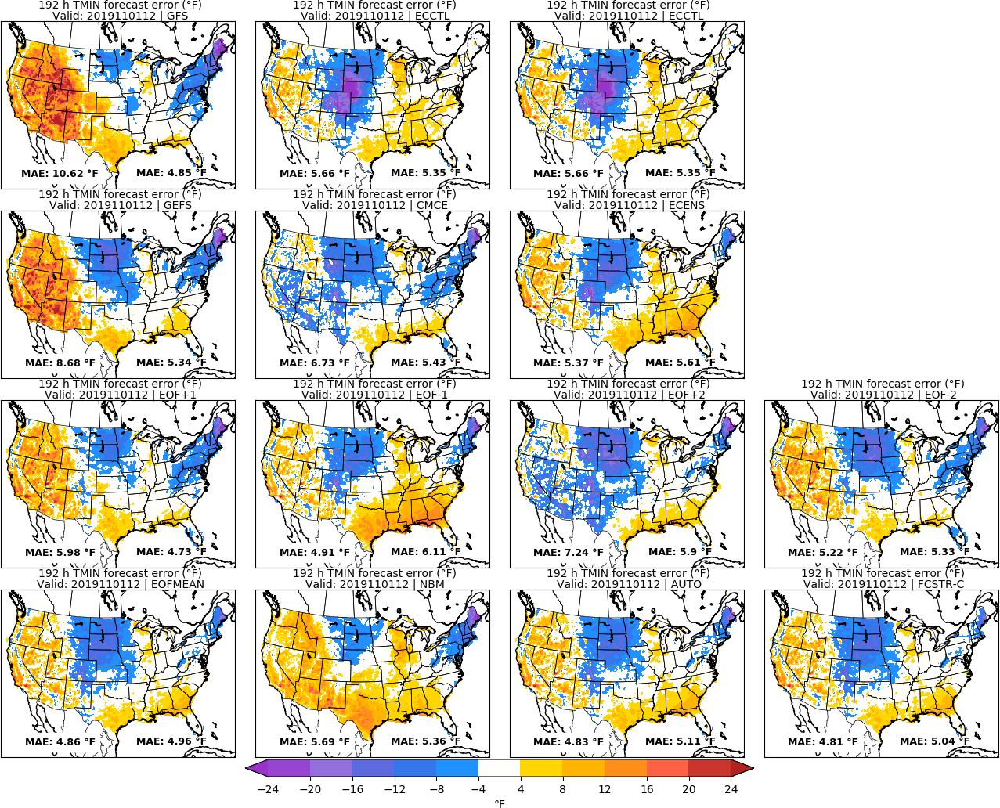 192 h TMIN forecast error (°F)
Valid: 2019110112 | GFS
MAE: 10.62 °F
MAE: 4.85 °F
192 h TMIN forecast error (°F)
Valid: 2019110112 | ECCTL
MAE: 5.66 °F
MAE: 5.35 °F
192 h TMIN forecast error (°F)
Valid: 2019110112 | ECCTL
MAE: 5.66 °F
MAE: 5.35 °F
192 h TMIN forecast error (°F)
Valid: 2019110112 | GEFS
MAE: 8.68 °F
MAE: 5.34 °F
192 h TMIN forecast error (°F)
Valid: 2019110112 | CMCE
MAE: 6.73 °F
MAE: 5.43 °F
192 h TMIN forecast error (°F)
Valid: 2019110112 | ECENS
MAE: 5.37 °F
MAE: 5.61 °F
192 h TMIN forecast error (°F)
Valid: 2019110112 | EOF+1
MAE: 5.98 °F
MAE: 4.73 °F
192 h TMIN forecast error (°F)
Valid: 2019110112 | EOF-1
MAE: 4.91 °F
MAE: 6.11 °F
192 h TMIN forecast error (°F)
Valid: 2019110112 | EOF+2
MAE: 7.24 °F
MAE: 5.9 °F
192 h TMIN forecast error (°F)
Valid: 2019110112 | EOF-2
MAE: 5.22 °F
MAE: 5.33 °F
192 h TMIN forecast error (°F)
Valid: 2019110112 | EOFMEAN
MAE: 4.86 °F
MAE: 4.96 °F
192 h TMIN forecast error (°F)
Valid: 2019110112 | NBM
MAE: 5.69 °F
MAE: 5.36 °F
192 h TMIN forecast error (°F)
Valid: 2019110112 | AUTO
MAE: 4.83 °F
MAE: 5.11 °F
192 h TMIN forecast error (°F)
Valid: 2019110112 | FCSTR-C
MAE: 4.81 °F
MAE: 5.04 °F
−24 −20 −16 −12 −8 −4 4 8 12 16 20 24
°F